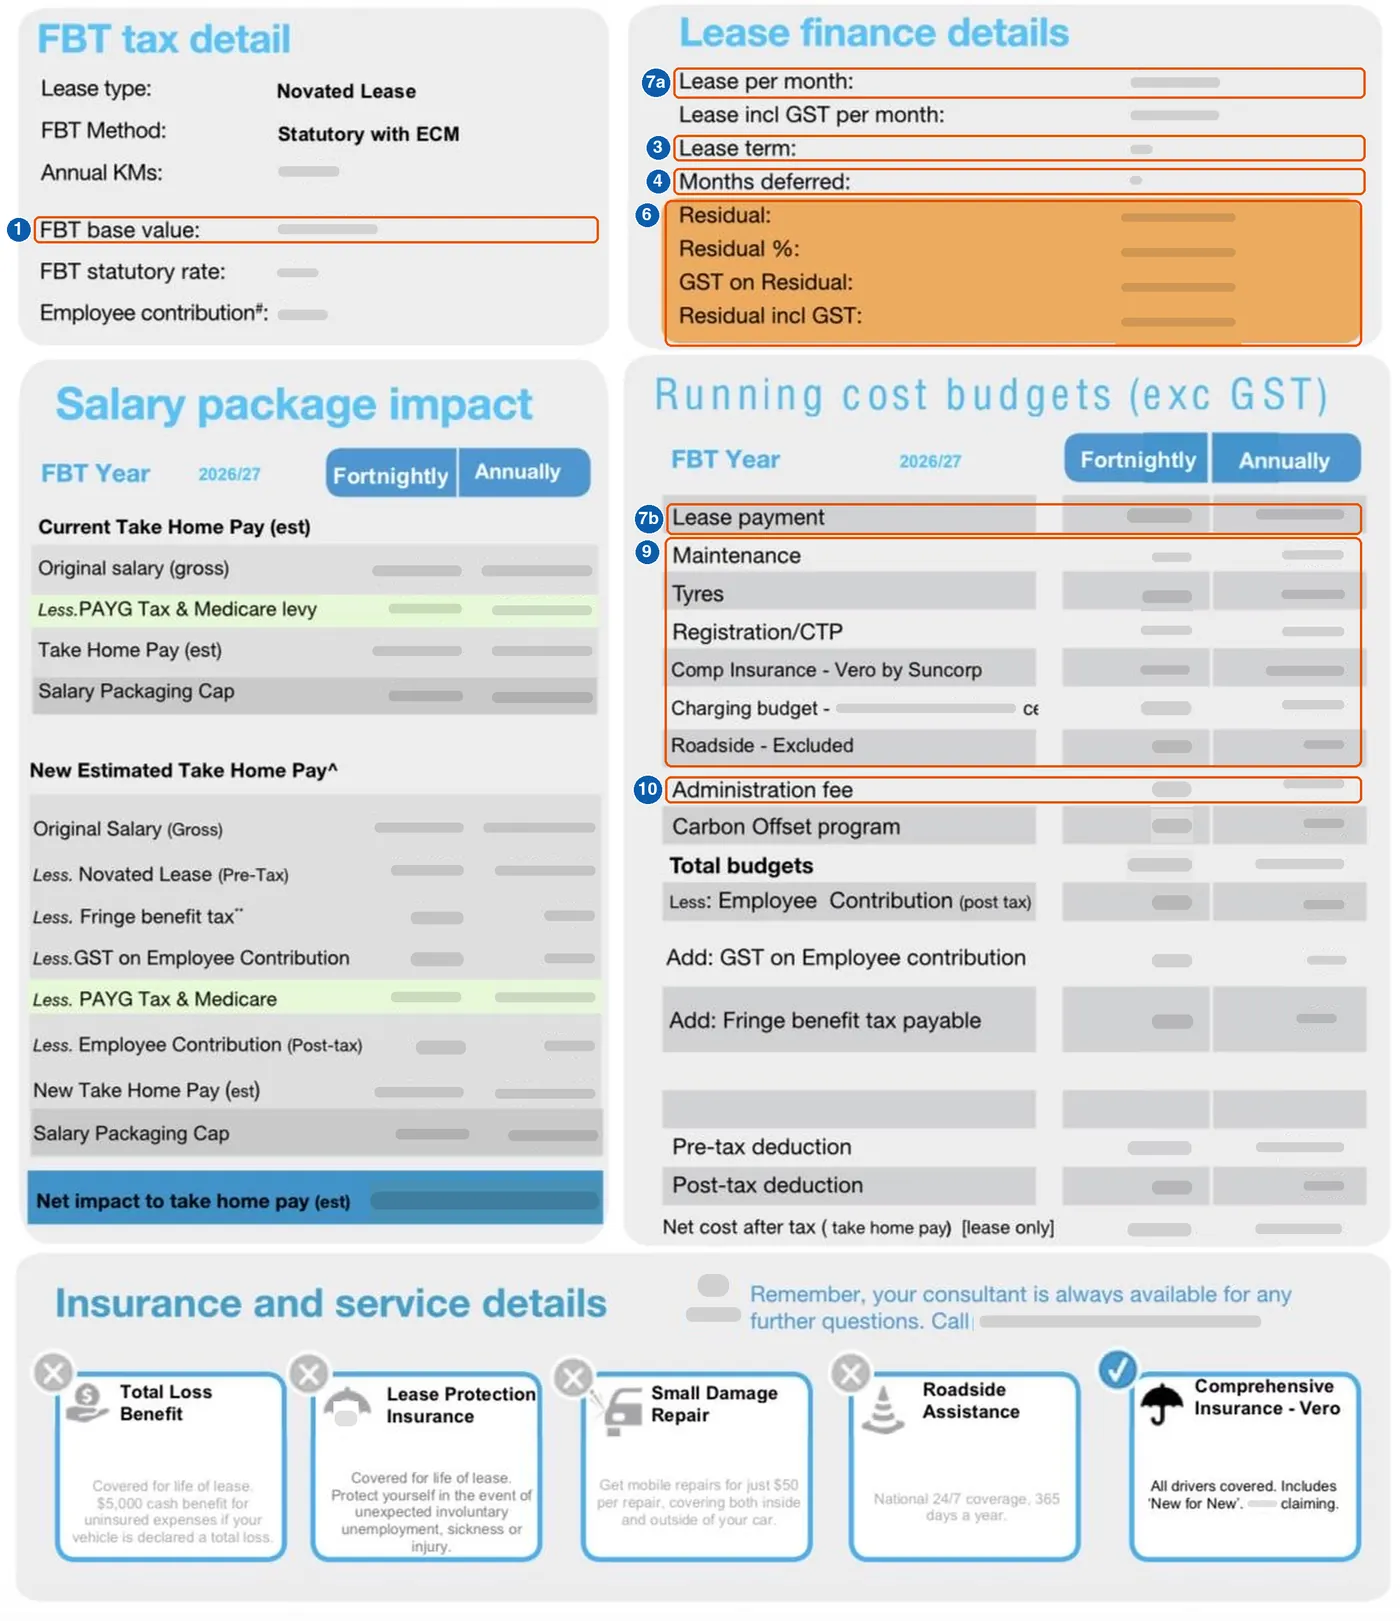 FBT tax detail
Lease type: Novated Lease
FBT Method: Statutory with ECM
Annual KMs:
1 FBT base value:
FBT statutory rate:
Employee contribution#:
Lease finance details
7a Lease per month:
Lease incl GST per month:
3 Lease term:
4 Months deferred:
6 Residual:
Residual %:
GST on Residual:
Residual incl GST:
Salary package impact
FBT Year 2026/27 Fortnightly Annually
Current Take Home Pay (est)
Original salary (gross)
Less.PAYG Tax & Medicare levy
Take Home Pay (est)
Salary Packaging Cap
New Estimated Take Home Pay^
Original Salary (Gross)
Less. Novated Lease (Pre-Tax)
Less. Fringe benefit tax**
Less.GST on Employee Contribution
Less. PAYG Tax & Medicare
Less. Employee Contribution (Post-tax)
New Take Home Pay (est)
Salary Packaging Cap
Net impact to take home pay (est)
Running cost budgets (exc GST)
FBT Year 2026/27 Fortnightly Annually
7b Lease payment
9 Maintenance
Tyres
Registration/CTP
Comp Insurance - Vero by Suncorp
Charging budget - ce
Roadside - Excluded
10 Administration fee
Carbon Offset program
Total budgets
Less: Employee Contribution (post tax)
Add: GST on Employee contribution
Add: Fringe benefit tax payable
Pre-tax deduction
Post-tax deduction
Net cost after tax ( take home pay) [lease only]
Insurance and service details
Remember, your consultant is always available for any
further questions. Call
Total Loss
Benefit
Covered for life of lease.
$5,000 cash benefit for
uninsured expenses if your
vehicle is declared a total loss.
Lease Protection
Insurance
Covered for life of lease.
Protect yourself in the event of
unexpected involuntary
unemployment, sickness or
injury.
Small Damage
Repair
Get mobile repairs for just $50
per repair, covering both inside
and outside of your car.
Roadside
Assistance
National 24/7 coverage, 365
days a year.
Comprehensive
Insurance - Vero
All drivers covered. Includes
'New for New'. claiming.